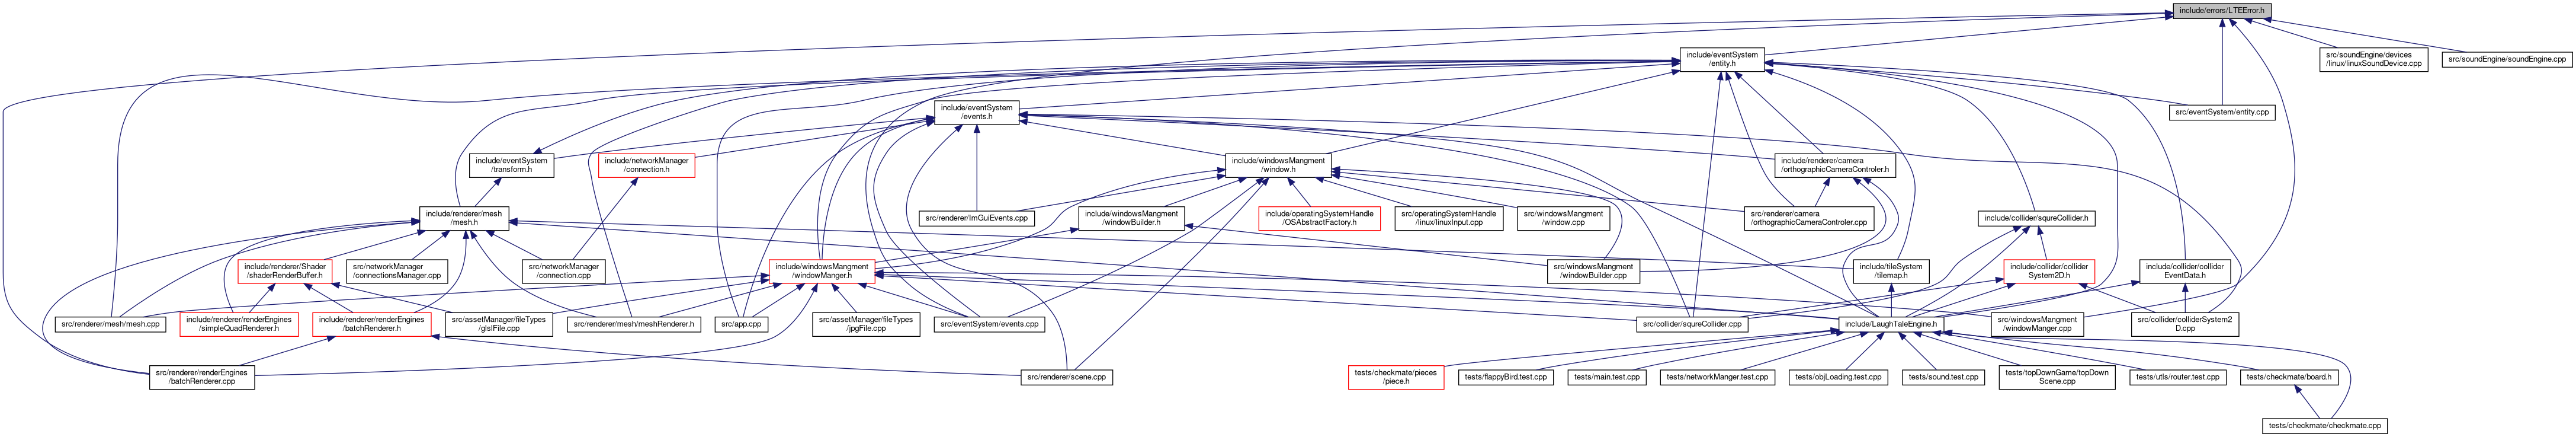 include/errors/LTEError.h
include/eventSystem
/entity.h
src/soundEngine/devices
/linux/linuxSoundDevice.cpp
src/soundEngine/soundEngine.cpp
include/eventSystem
/events.h
src/eventSystem/entity.cpp
include/eventSystem
/transform.h
include/networkManager
/connection.h
include/windowsMangment
/window.h
include/renderer/camera
/orthographicCameraControler.h
include/renderer/mesh
/mesh.h
src/renderer/ImGuiEvents.cpp
include/windowsMangment
/windowBuilder.h
include/operatingSystemHandle
/OSAbstractFactory.h
src/operatingSystemHandle
/linux/linuxInput.cpp
src/windowsMangment
/window.cpp
src/renderer/camera
/orthographicCameraControler.cpp
include/collider/squreCollider.h
include/renderer/Shader
/shaderRenderBuffer.h
src/networkManager
/connectionsManager.cpp
src/networkManager
/connection.cpp
include/windowsMangment
/windowManger.h
src/windowsMangment
/windowBuilder.cpp
include/tileSystem
/tilemap.h
include/collider/collider
System2D.h
include/collider/collider
EventData.h
src/renderer/mesh/mesh.cpp
include/renderer/renderEngines
/simpleQuadRenderer.h
include/renderer/renderEngines
/batchRenderer.h
src/assetManager/fileTypes
/glslFile.cpp
src/renderer/mesh/meshRenderer.h
src/app.cpp
src/assetManager/fileTypes
/jpgFile.cpp
src/eventSystem/events.cpp
src/collider/squreCollider.cpp
include/LaughTaleEngine.h
src/windowsMangment
/windowManger.cpp
src/collider/colliderSystem2
D.cpp
src/renderer/renderEngines
/batchRenderer.cpp
src/renderer/scene.cpp
tests/checkmate/pieces
/piece.h
tests/flappyBird.test.cpp
tests/main.test.cpp
tests/networkManger.test.cpp
tests/objLoading.test.cpp
tests/sound.test.cpp
tests/topDownGame/topDown
Scene.cpp
tests/utls/router.test.cpp
tests/checkmate/board.h
tests/checkmate/checkmate.cpp